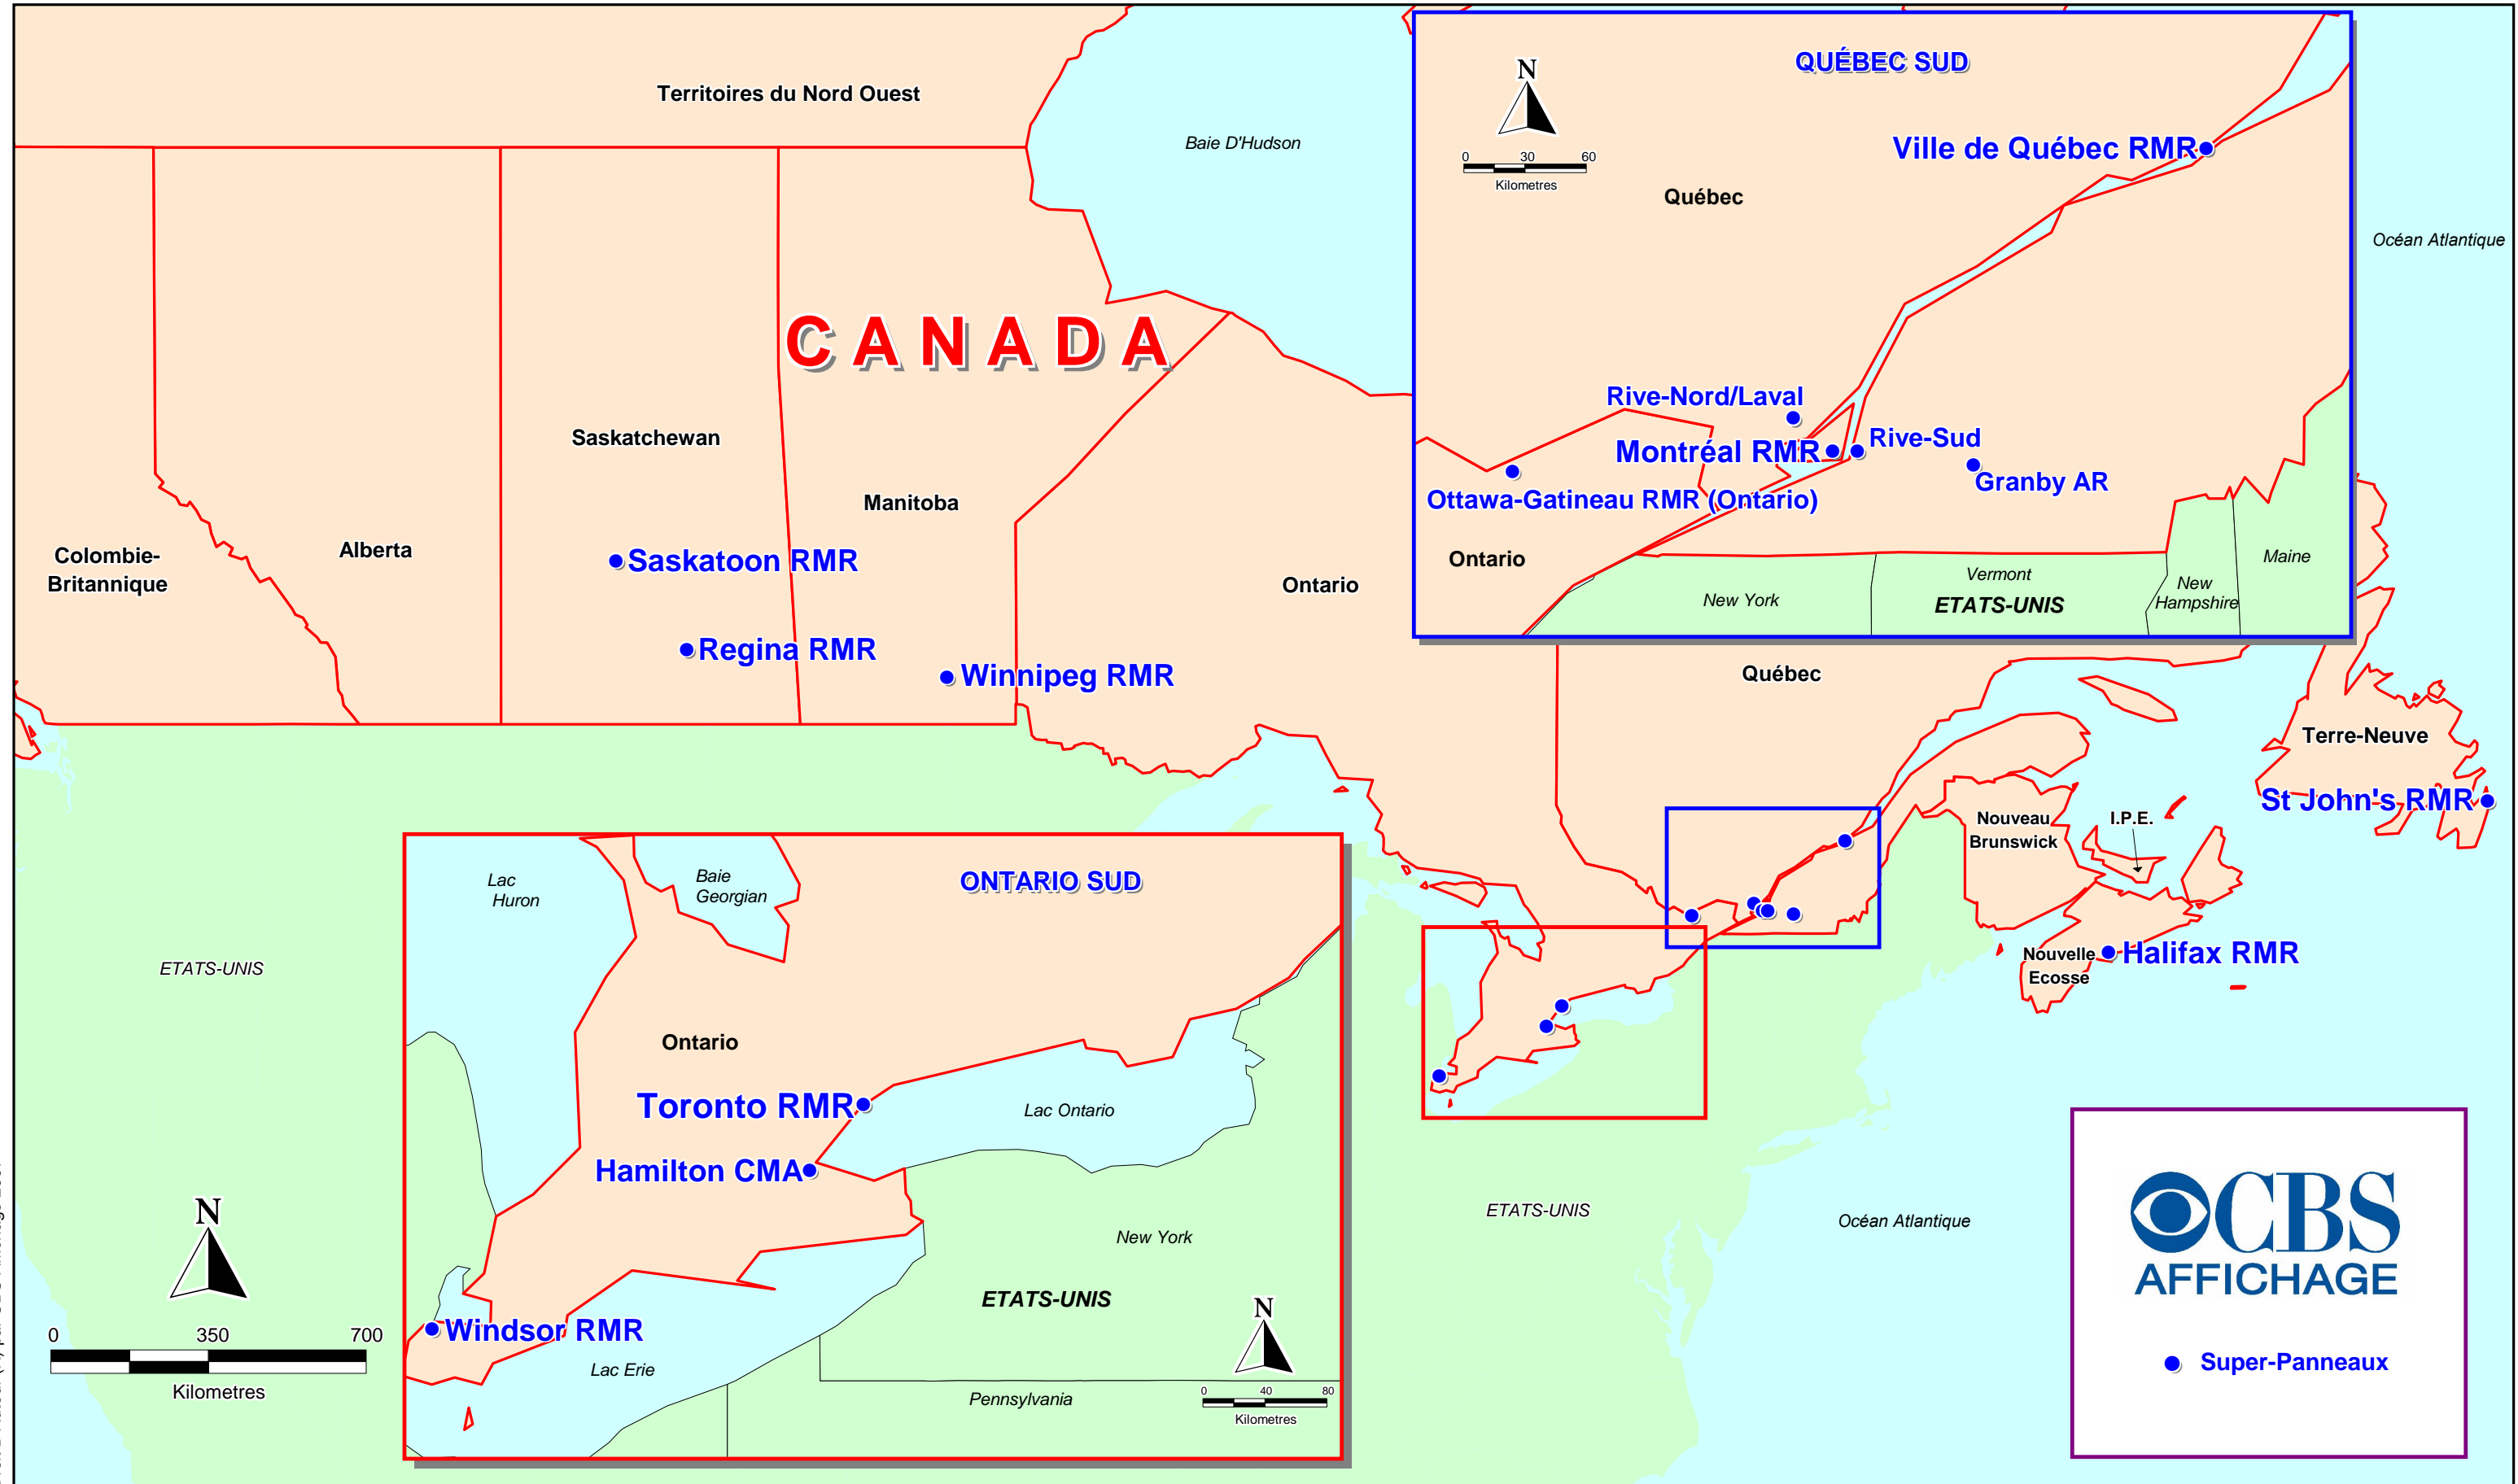 Territoires du Nord Ouest
Baie D'Hudson
CANADA
Colombie-
Britannique
Alberta
Saskatchewan
Manitoba
Ontario
Saskatoon RMR
Regina RMR
Winnipeg RMR
QUÉBEC SUD
N
0 30 60
Kilometres
Québec
Ville de Québec RMR
Rive-Nord/Laval
Montréal RMR
Rive-Sud
Granby AR
Ottawa-Gatineau RMR (Ontario)
Ontario
New York
Vermont
ETATS-UNIS
New
Hampshire
Maine
Océan Atlantique
Québec
Terre-Neuve
St John's RMR
Nouveau
Brunswick
I.P.E.
Nouvelle
Ecosse
Halifax RMR
ETATS-UNIS
N
0 350 700
Kilometres
ONTARIO SUD
Lac
Huron
Baie
Georgian
Ontario
Toronto RMR
Hamilton CMA
Lac Ontario
New York
ETATS-UNIS
Windsor RMR
Lac Erie
Pennsylvania
N
0 40 80
Kilometres
ETATS-UNIS
Océan Atlantique
CBS
AFFICHAGE
Super-Panneaux